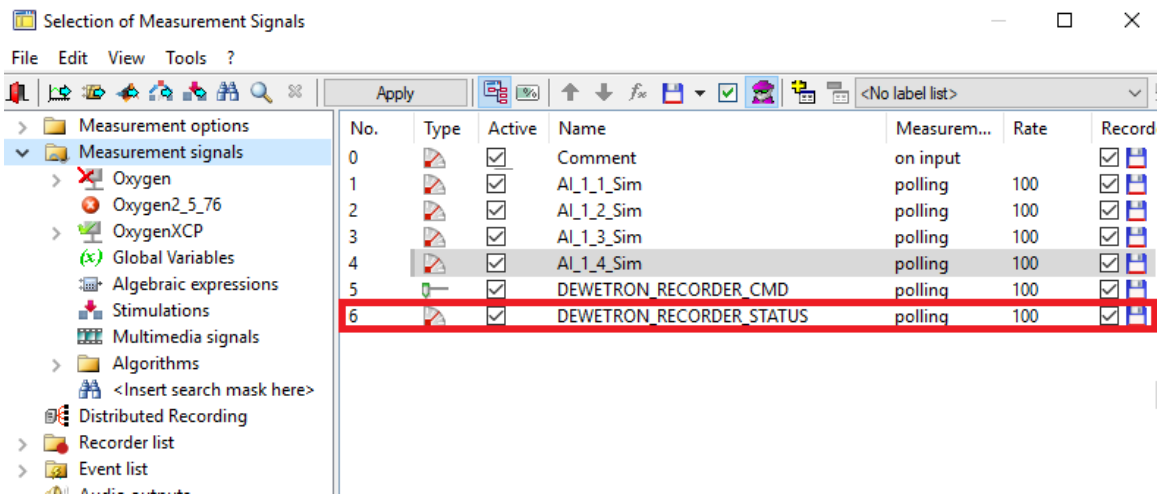 Selection of Measurement Signals
File Edit View Tools ?
Apply
<No label list>
Measurement options
Measurement signals
Oxygen
Oxygen2_5_76
OxygenXCP
(x) Global Variables
Algebraic expressions
Stimulations
Multimedia signals
Algorithms
<Insert search mask here>
Distributed Recording
Recorder list
Event list
Audio outputs
No. Type Active Name Measurem... Rate Record
0 Comment on input
1 AI_1_1_Sim polling 100
2 AI_1_2_Sim polling 100
3 AI_1_3_Sim polling 100
4 AI_1_4_Sim polling 100
5 DEWETRON_RECORDER_CMD polling 100
6 DEWETRON_RECORDER_STATUS polling 100